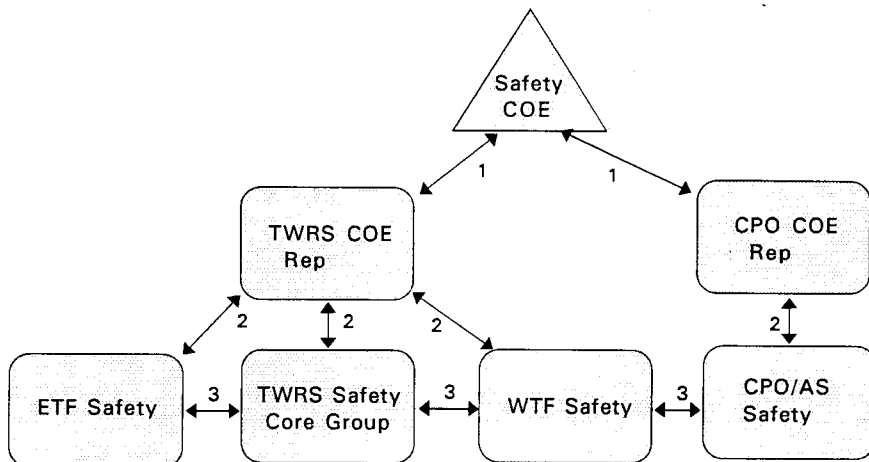 Safety
COE
1
1
TWRS COE
Rep
CPO COE
Rep
2
2
2
2
ETF Safety
3
TWRS Safety
Core Group
3
WTF Safety
3
CPO/AS
Safety